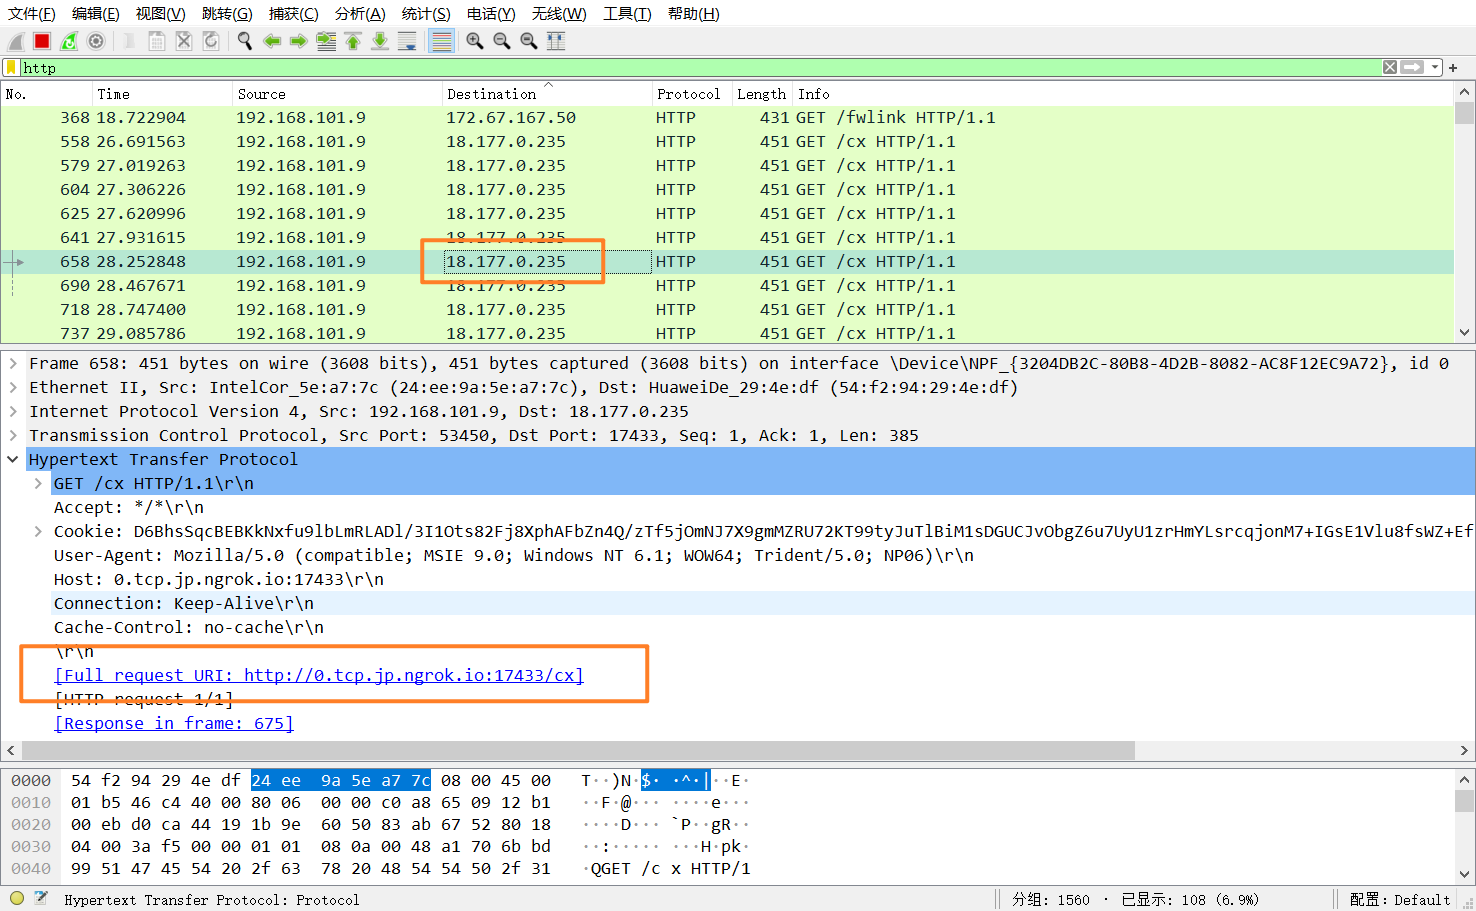 文件(F) 编辑(E) 视图(V) 跳转(G) 捕获(C) 分析(A) 统计(S) 电话(Y) 无线(W) 工具(T) 帮助(H)
http
No. Time Source Destination Protocol Length Info
368 18.722904 192.168.101.9 172.67.167.50 HTTP 431 GET /fwlink HTTP/1.1
558 26.691563 192.168.101.9 18.177.0.235 HTTP 451 GET /cx HTTP/1.1
579 27.019263 192.168.101.9 18.177.0.235 HTTP 451 GET /cx HTTP/1.1
604 27.306226 192.168.101.9 18.177.0.235 HTTP 451 GET /cx HTTP/1.1
625 27.620996 192.168.101.9 18.177.0.235 HTTP 451 GET /cx HTTP/1.1
641 27.931615 192.168.101.9 18.177.0.235 HTTP 451 GET /cx HTTP/1.1
658 28.252848 192.168.101.9 18.177.0.235 HTTP 451 GET /cx HTTP/1.1
690 28.467671 192.168.101.9 18.177.0.235 HTTP 451 GET /cx HTTP/1.1
718 28.747400 192.168.101.9 18.177.0.235 HTTP 451 GET /cx HTTP/1.1
737 29.085786 192.168.101.9 18.177.0.235 HTTP 451 GET /cx HTTP/1.1
Frame 658: 451 bytes on wire (3608 bits), 451 bytes captured (3608 bits) on interface \Device\NPF_{3204DB2C-80B8-4D2B-8082-AC8F12EC9A72}, id 0
Ethernet II, Src: IntelCor_5e:a7:7c (24:ee:9a:5e:a7:7c), Dst: HuaweiDe_29:4e:df (54:f2:94:29:4e:df)
Internet Protocol Version 4, Src: 192.168.101.9, Dst: 18.177.0.235
Transmission Control Protocol, Src Port: 53450, Dst Port: 17433, Seq: 1, Ack: 1, Len: 385
Hypertext Transfer Protocol
GET /cx HTTP/1.1\r\n
Accept: */*\r\n
Cookie: D6BhsSqcBEBKkNxfu9lbLmRLADl/3I1Ots82Fj8XphAFbZn4Q/zTf5jOmNJ7X9gmMZRU72KT99tyJuTlBiM1sDGUCJvObgZ6u7UyU1zrHmYLsrcqjonM7+IGsE1Vlu8fsWZ+Ef
User-Agent: Mozilla/5.0 (compatible; MSIE 9.0; Windows NT 6.1; WOW64; Trident/5.0; NP06)\r\n
Host: 0.tcp.jp.ngrok.io:17433\r\n
Connection: Keep-Alive\r\n
Cache-Control: no-cache\r\n
\r\n
[Full request URI: http://0.tcp.jp.ngrok.io:17433/cx]
[HTTP request 1/1]
[Response in frame: 675]
0000 54 f2 94 29 4e df 24 ee 9a 5e a7 7c 08 00 45 00 T··)N·$· ·^·|··E·
0010 01 b5 46 c4 40 00 80 06 00 00 c0 a8 65 09 12 b1 ··F·@··· ····e···
0020 00 eb d0 ca 44 19 1b 9e 60 50 83 ab 67 52 80 18 ····D··· `P··gR··
0030 04 00 3a f5 00 00 01 01 08 0a 00 48 a1 70 6b bd ··:····· ···H·pk·
0040 99 51 47 45 54 20 2f 63 78 20 48 54 54 50 2f 31 ·QGET /c x HTTP/1
Hypertext Transfer Protocol: Protocol 分组: 1560 · 已显示: 108 (6.9%) 配置: Default